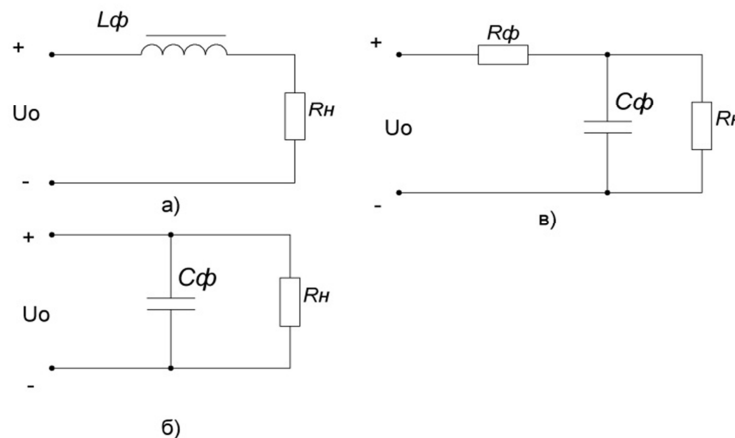 Lф
+
Uo
Rн
-
а)
+
Cф
Uo
Rн
-
б)
+
Rф
Cф
Uo
Rн
-
в)